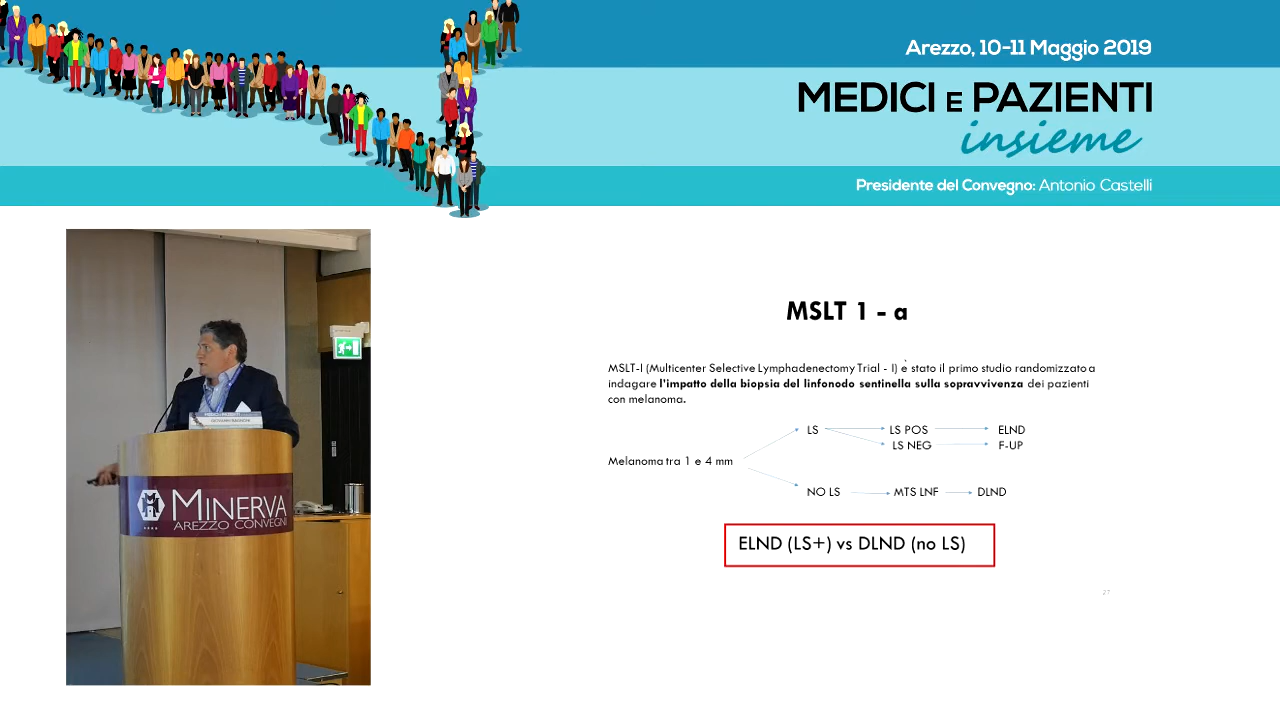 Arezzo, 10-11 Maggio 2019
MEDICI E PAZIENTI
insieme
Presidente del Convegno: Antonio Castelli
MINERVA
AREZZO CONVEGNI
MSLT 1 - a
MSLT-I (Multicenter Selective Lymphadenectomy Trial - I) è stato il primo studio randomizzato a
indagare l'impatto della biopsia del linfonodo sentinella sulla sopravvivenza dei pazienti
con melanoma.
LS LS POS ELND
LS NEG F-UP
Melanoma tra 1 e 4 mm
NO LS MTS LNF DLND
ELND (LS+) vs DLND (no LS)
27